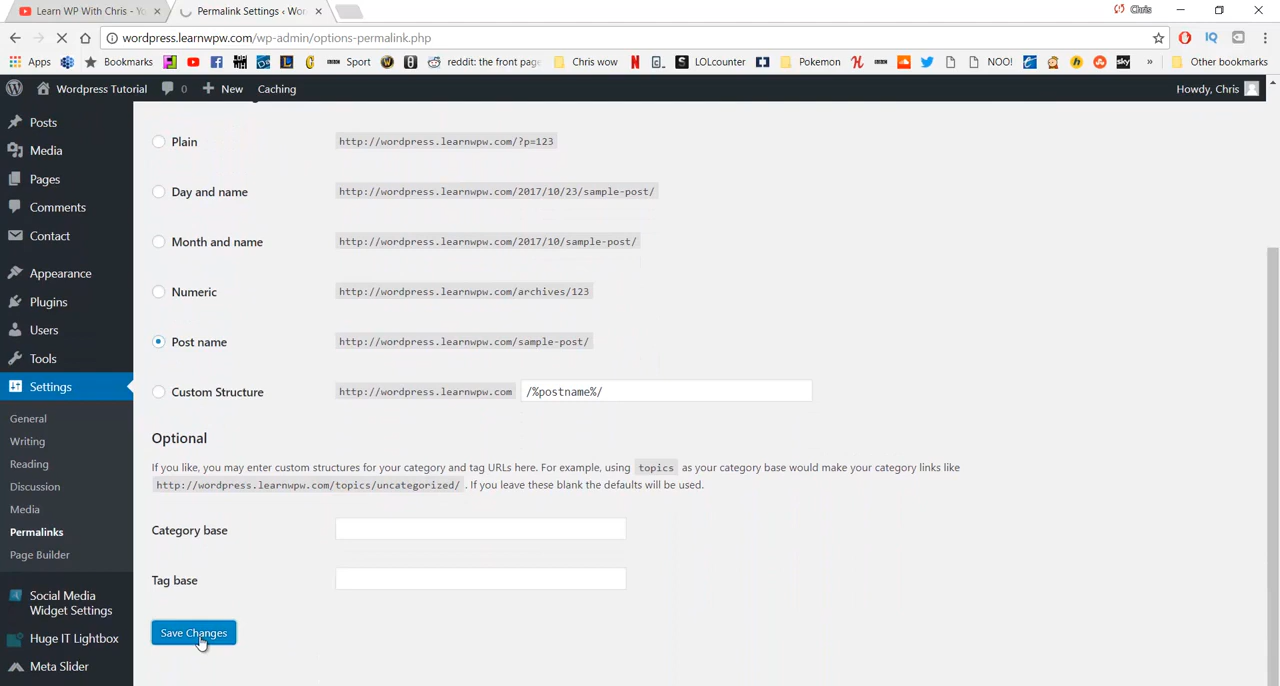 Learn WP With Chris - Yo
Permalink Settings ‹ Wor
Chris
wordpress.learnwpw.com/wp-admin/options-permalink.php
Apps
Bookmarks
Sport
reddit: the front page
Chris wow
LOLcounter
Pokemon
NOO!
sky
»
Other bookmarks
Wordpress Tutorial
0
New
Caching
Howdy, Chris
Posts
Media
Pages
Comments
Contact
Appearance
Plugins
Users
Tools
Settings
General
Writing
Reading
Discussion
Media
Permalinks
Page Builder
Social Media
Widget Settings
Huge IT Lightbox
Meta Slider
Plain http://wordpress.learnwpw.com/?p=123
Day and name http://wordpress.learnwpw.com/2017/10/23/sample-post/
Month and name http://wordpress.learnwpw.com/2017/10/sample-post/
Numeric http://wordpress.learnwpw.com/archives/123
Post name http://wordpress.learnwpw.com/sample-post/
Custom Structure http://wordpress.learnwpw.com /%postname%/
Optional
If you like, you may enter custom structures for your category and tag URLs here. For example, using topics as your category base would make your category links like
http://wordpress.learnwpw.com/topics/uncategorized/ . If you leave these blank the defaults will be used.
Category base
Tag base
Save Changes